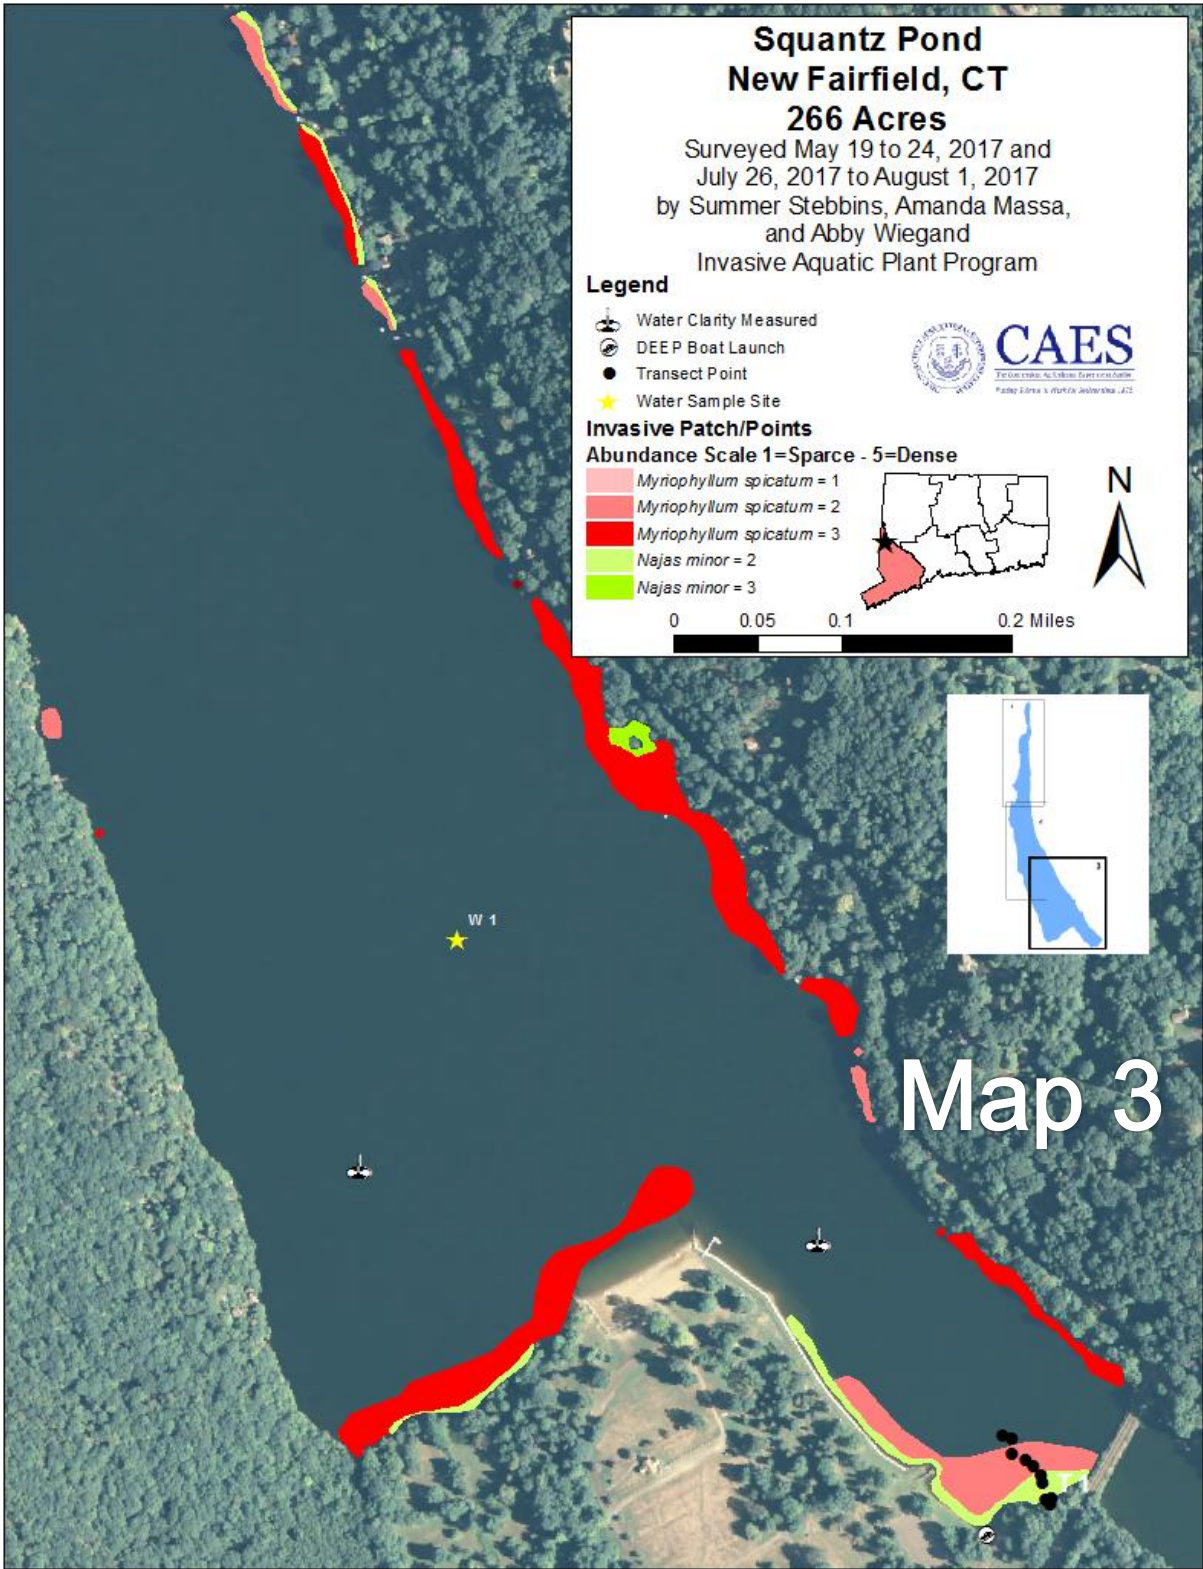 Squantz Pond
New Fairfield, CT
266 Acres
Surveyed May 19 to 24, 2017 and
July 26, 2017 to August 1, 2017
by Summer Stebbins, Amanda Massa,
and Abby Wiegand
Invasive Aquatic Plant Program
Legend
Water Clarity Measured
DEEP Boat Launch
Transect Point
Water Sample Site
CAES
Invasive Patch/Points
Abundance Scale 1=Sparce - 5=Dense
Myriophyllum spicatum = 1
Myriophyllum spicatum = 2
Myriophyllum spicatum = 3
Najas minor = 2
Najas minor = 3
N
0 0.05 0.1 0.2 Miles
3
W 1
Map 3
T 1